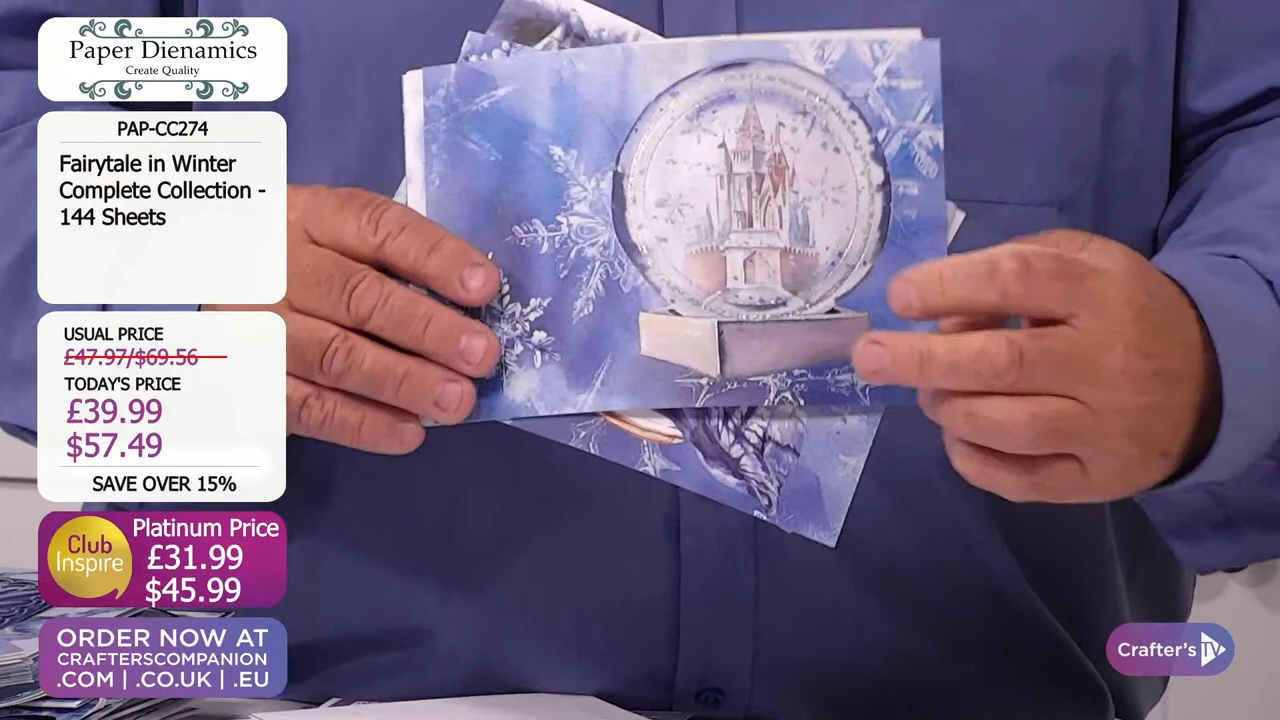 Paper Dienamics
Create Quality
PAP-CC274
Fairytale in Winter
Complete Collection -
144 Sheets
USUAL PRICE
£47.97/$69.56
TODAY'S PRICE
£39.99
$57.49
SAVE OVER 15%
Club
Inspire
Platinum Price
£31.99
$45.99
ORDER NOW AT
CRAFTERSCOMPANION
.COM | .CO.UK | .EU
Crafter's TV